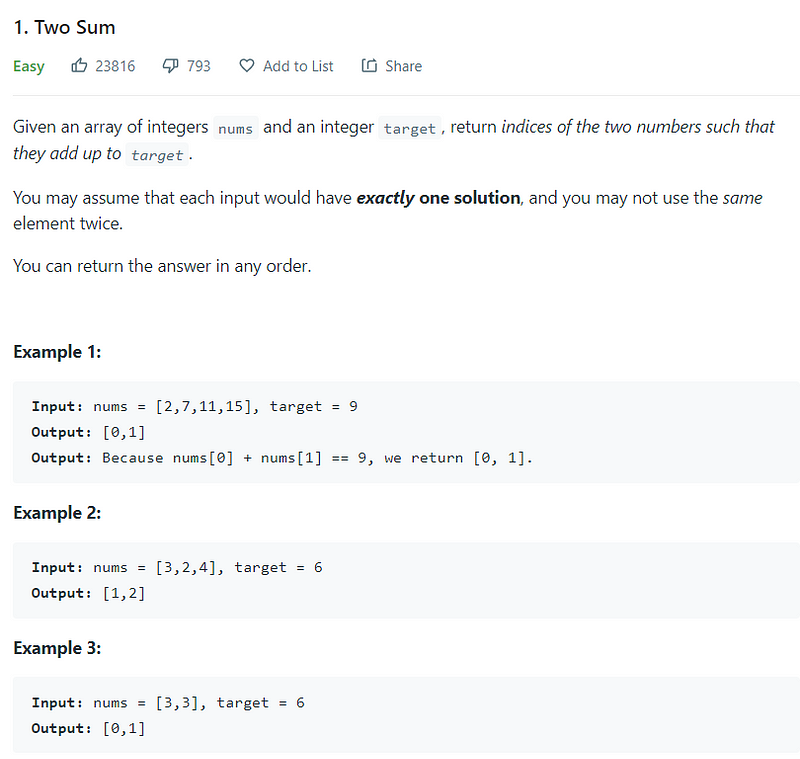 1. Two Sum
Easy 23816 793 Add to List Share
Given an array of integers nums and an integer target, return indices of the two numbers such that
they add up to target.
You may assume that each input would have exactly one solution, and you may not use the same
element twice.
You can return the answer in any order.
Example 1:
Input: nums = [2,7,11,15], target = 9
Output: [0,1]
Output: Because nums[0] + nums[1] == 9, we return [0, 1].
Example 2:
Input: nums = [3,2,4], target = 6
Output: [1,2]
Example 3:
Input: nums = [3,3], target = 6
Output: [0,1]